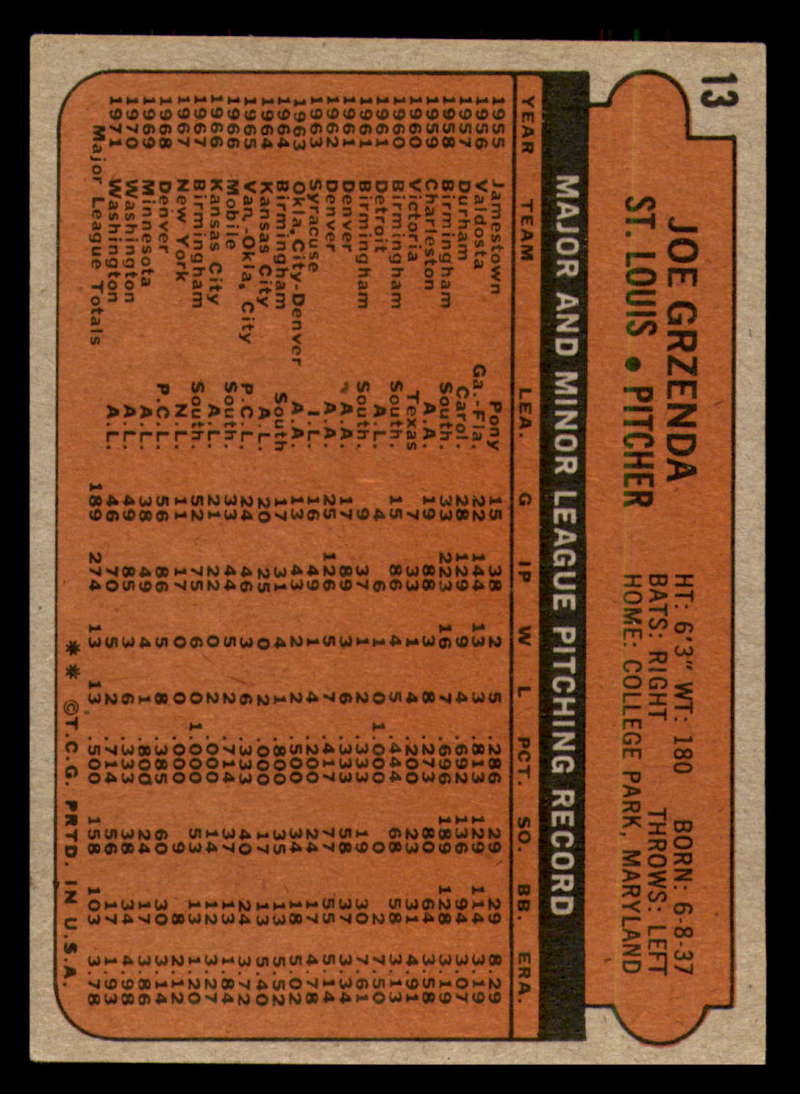 13
JOE GRZENDA
ST. LOUIS • PITCHER
HT: 6'3" WT: 180 BORN: 6-8-37
BATS: RIGHT THROWS: LEFT
HOME: COLLEGE PARK, MARYLAND
MAJOR AND MINOR LEAGUE PITCHING RECORD
YEAR TEAM LEA. G IP W L PCT. SO. BB. ERA.
1955 Jamestown Pony 15 38 2 5 .286 29 29 8.29
1956 Valdosta Ga.-Fla. 22 144 13 3 .813 129 114 3.19
1957 Durham Carol. 28 129 9 4 .692 136 94 3.07
1958 Birmingham South. 33 223 16 7 .696 189 128 3.19
1959 Charleston A.A. 19 88 3 8 .273 80 64 3.58
1960 Victoria Texas 7 33 1 4 .200 23 31 4.91
1960 Birmingham South. 15 86 4 5 .444 68 58 3.13
1961 Detroit A.L. 4 6 1 0 1.000 0 2 7.50
1961 Birmingham South. 9 37 1 2 .333 19 30 7.61
1961 Denver A.A. 17 89 3 6 .333 58 37 3.34
1962 Denver A.A. 25 126 5 7 .417 77 55 5.14
1963 Syracuse I.L. 16 49 1 4 .200 24 17 4.78
1963 Okla. City-Denver A.A. 13 43 2 2 .500 34 18 5.02
1964 Birmingham South 17 31 4 1 .800 35 13 5.52
1964 Kansas City A.L. 20 25 0 2 .000 17 13 5.40
1965 Van.-Okla. City P.C.L. 24 46 3 6 .333 40 24 3.72
1966 Mobile South. 33 44 5 2 .714 37 13 1.84
1966 Kansas City A.L. 21 22 0 2 .000 14 12 3.27
1967 Birmingham South. 52 75 6 0 1.000 53 13 1.20
1967 New York N.L. 11 17 0 0 .000 9 8 2.12
1968 Denver P.C.L. 56 86 5 8 .385 60 30 3.14
1969 Minnesota A.L. 38 49 4 1 .800 24 17 3.86
1970 Washington A.L. 49 85 3 6 .333 38 34 4.98
1971 Washington A.L. 46 70 5 2 .714 56 17 1.93
Major League Totals 189 274 13 13 .500 158 103 3.78
** ©T.C.G. PRTD. IN U.S.A.